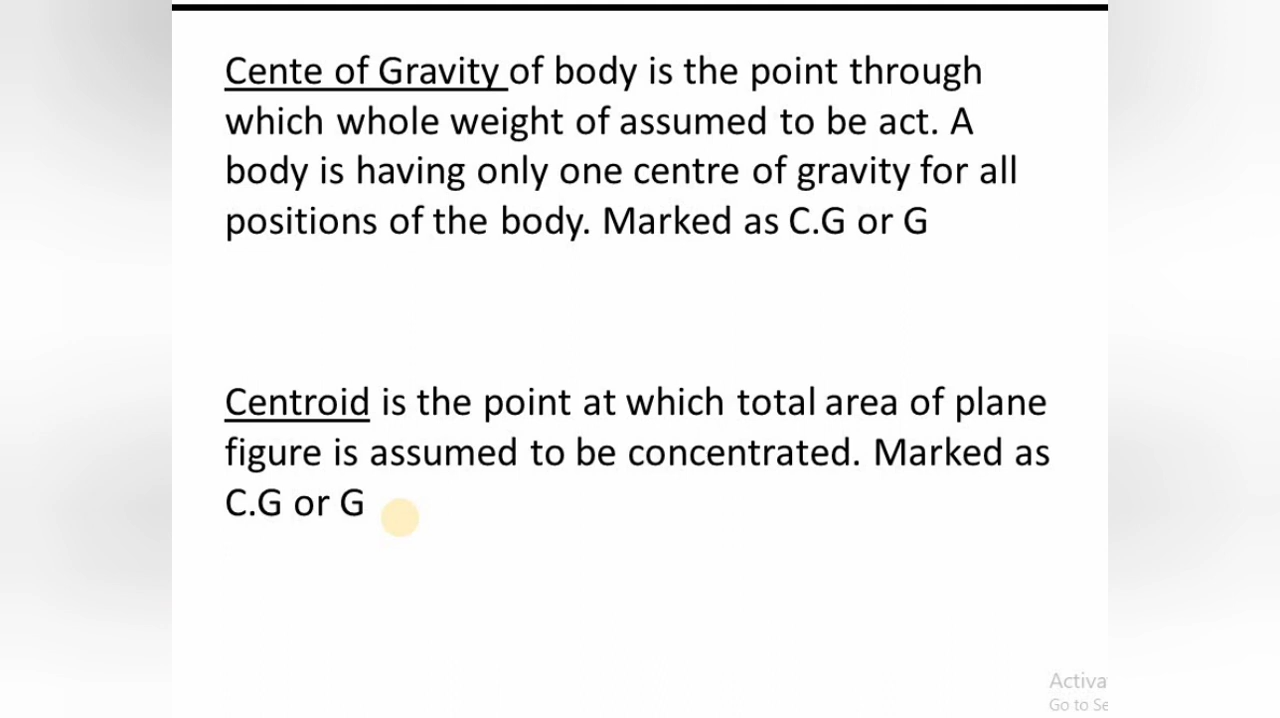 Cente of Gravity of body is the point through
which whole weight of assumed to be act. A
body is having only one centre of gravity for all
positions of the body. Marked as C.G or G
Centroid is the point at which total area of plane
figure is assumed to be concentrated. Marked as
C.G or G
Activa
Go to Se